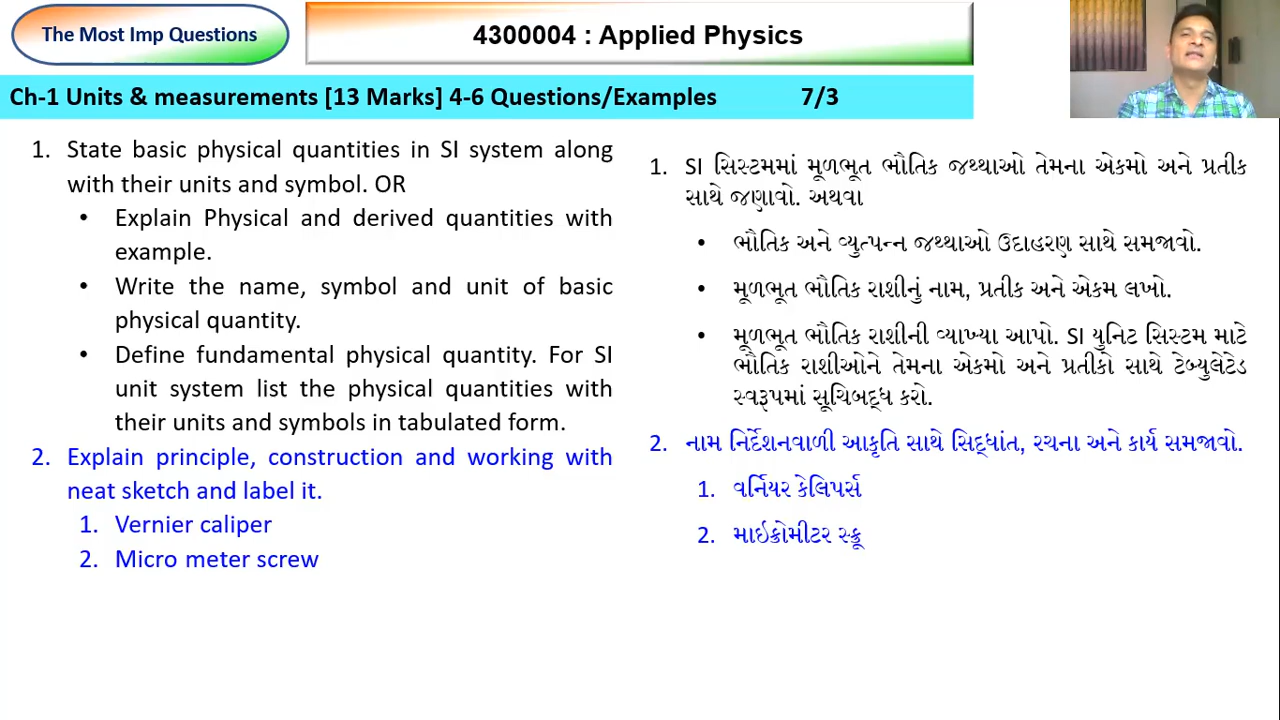 The Most Imp Questions
4300004 : Applied Physics
Ch-1 Units & measurements [13 Marks] 4-6 Questions/Examples 7/3
1. State basic physical quantities in SI system along
with their units and symbol. OR
• Explain Physical and derived quantities with
example.
• Write the name, symbol and unit of basic
physical quantity.
• Define fundamental physical quantity. For SI
unit system list the physical quantities with
their units and symbols in tabulated form.
2. Explain principle, construction and working with
neat sketch and label it.
1. Vernier caliper
2. Micro meter screw
1. SI સિસ્ટમમાં મૂળભૂત ભૌતિક જથ્થાઓ તેમના એકમો અને પ્રતીક
સાથે જણાવો. અથવા
• ભૌતિક અને વ્યુત્પન્ન જથ્થાઓ ઉદાહરણ સાથે સમજાવો.
• મૂળભૂત ભૌતિક રાશીનું નામ, પ્રતીક અને એકમ લખો.
• મૂળભૂત ભૌતિક રાશીની વ્યાખ્યા આપો. SI યુનિટ સિસ્ટમ માટે
ભૌતિક રાશીઓને તેમના એકમો અને પ્રતીકો સાથે ટેબ્યુલેટેડ
સ્વરૂપમાં સૂચિબદ્ધ કરો.
2. નામ નિર્દેશનવાળી આકૃતિ સાથે સિદ્ધાંત, રચના અને કાર્ય સમજાવો.
1. વર્નિયર કેલિપર્સ
2. માઇક્રોમીટર સ્ક્રૂ